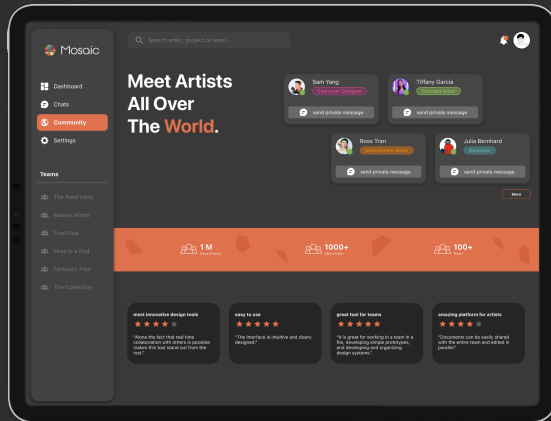 Mosaic
Search artist, project or team...
Dashboard
Chats
Community
Settings
Teams
The Nerd Herd
Master Minds
Pixel Pals
Peas in a Pod
Fantastic Four
The Collective
Meet Artists
All Over
The World.
Sam Yang
Character Designer
send private message
Tiffany Garcia
Concept Artist
send private message
Ross Tran
Environment Artist
send private message
Julia Bernhard
Illustrator
send private message
More
1 M
1000+
100+
Teams
most innovative design tools
"Alone the fact that real time
collaboration with others is possible
makes this tool stand out from the
rest."
easy to use
"The interface is intuitive and cleary
designed."
great tool for teams
"It is great for working in a team in a
file, developing simple prototypes,
and developing and organizing
design systems."
amazing platform for artists
"Documents can be easily shared
with the entire team and edited in
parallel."